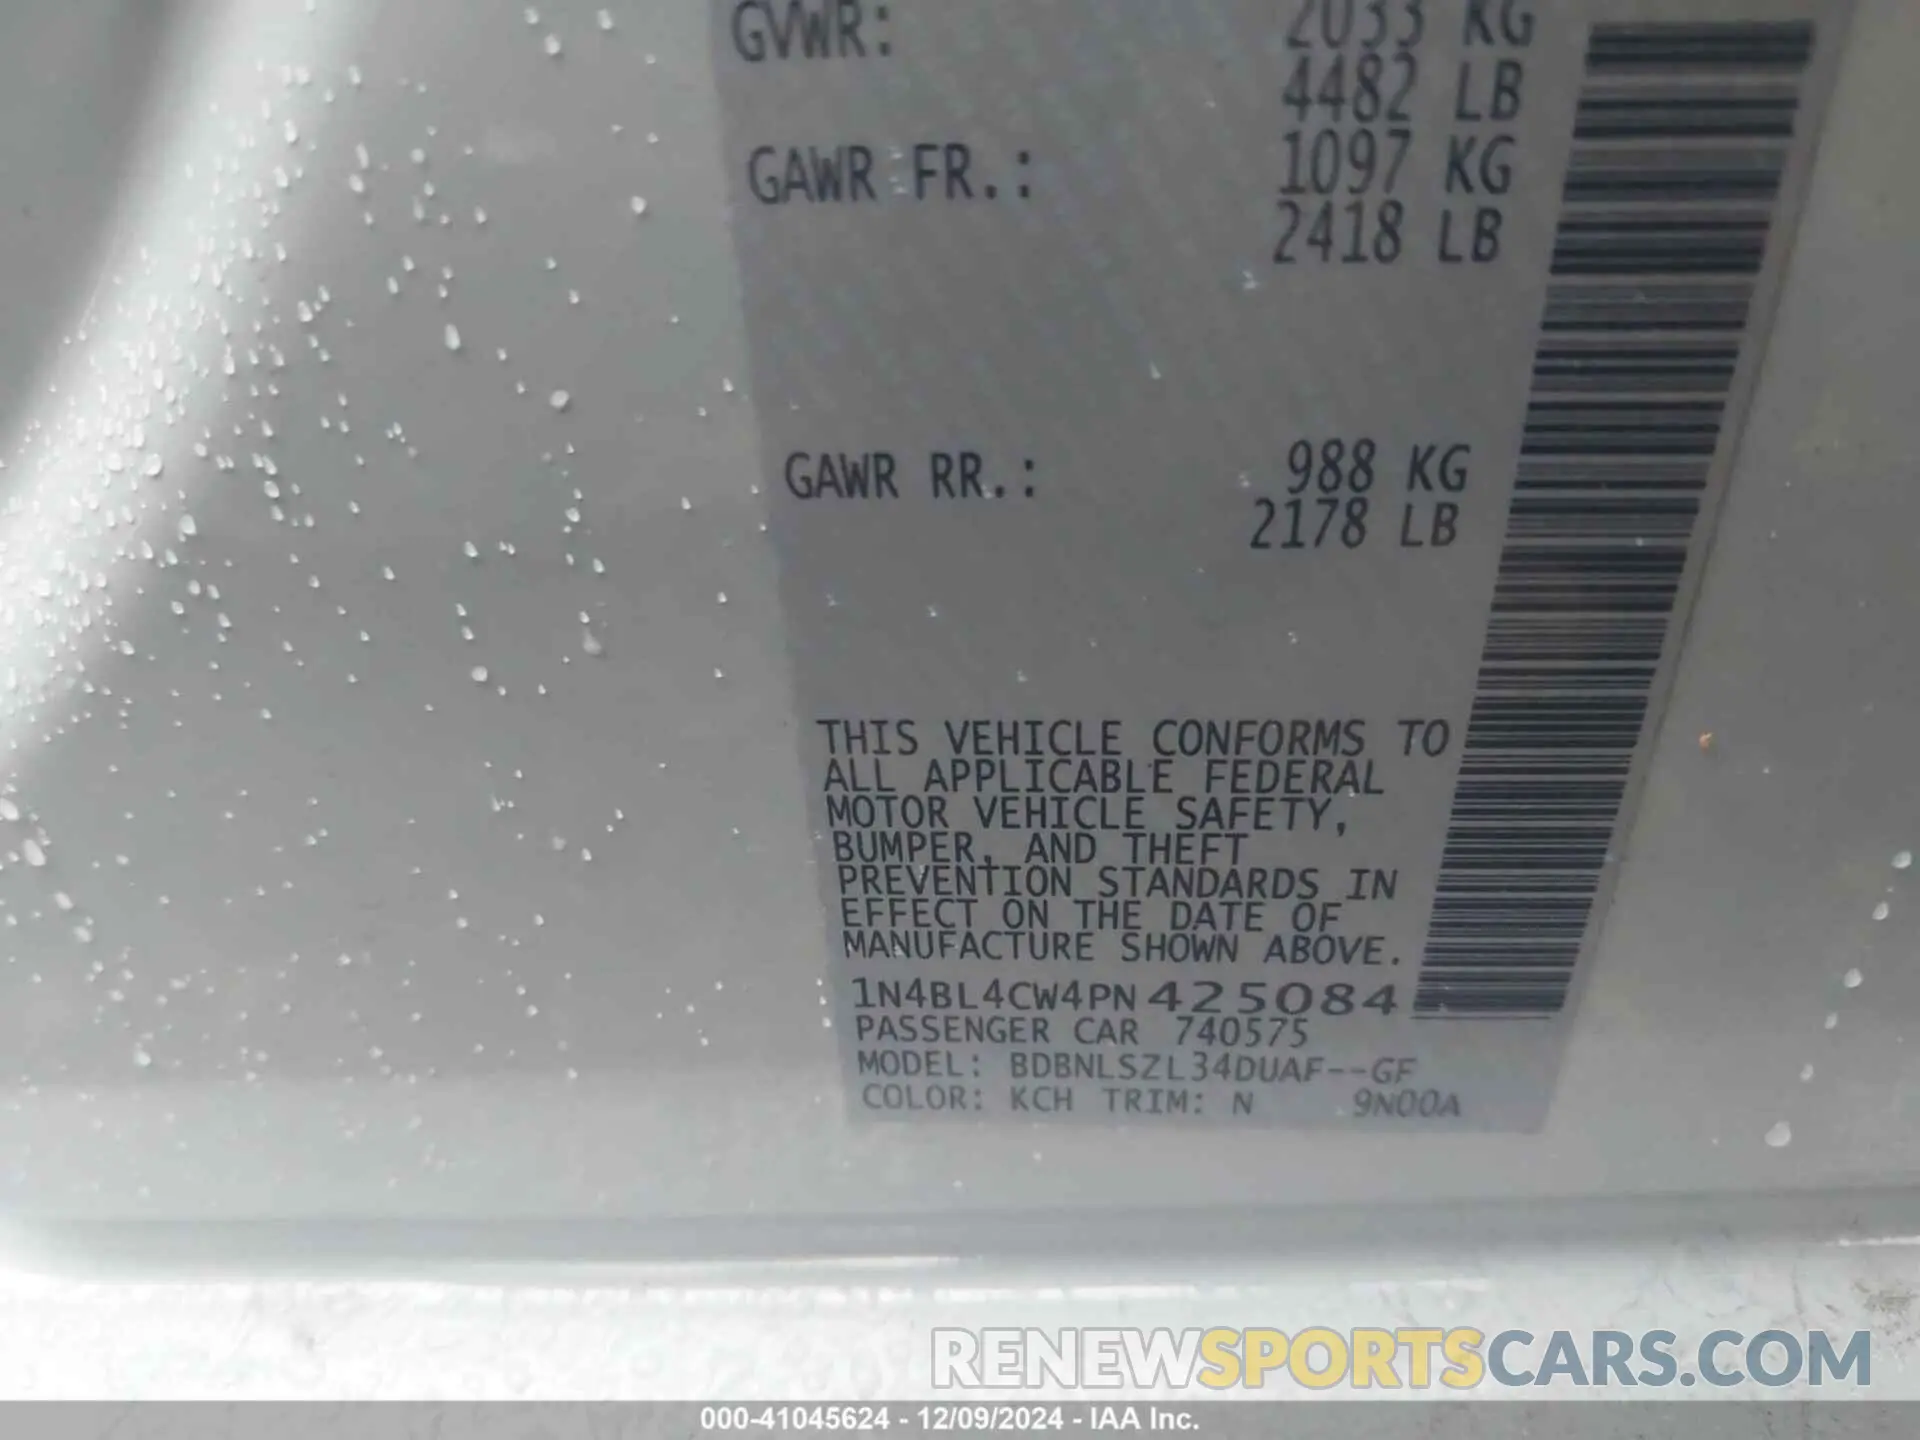 GVWR: 2033 KG
4482 LB
GAWR FR.: 1097 KG
2418 LB
GAWR RR.: 988 KG
2178 LB
THIS VEHICLE CONFORMS TO
ALL APPLICABLE FEDERAL
MOTOR VEHICLE SAFETY,
BUMPER, AND THEFT
PREVENTION STANDARDS IN
EFFECT ON THE DATE OF
MANUFACTURE SHOWN ABOVE.
1N4BL4CW4PN425084
PASSENGER CAR 740575
MODEL: BDBNLSZL34DUAF--GF
COLOR: KCH TRIM: N 9N00A
RENEWSPORTSCARS.COM
000-41045624 - 12/09/2024 - IAA Inc.